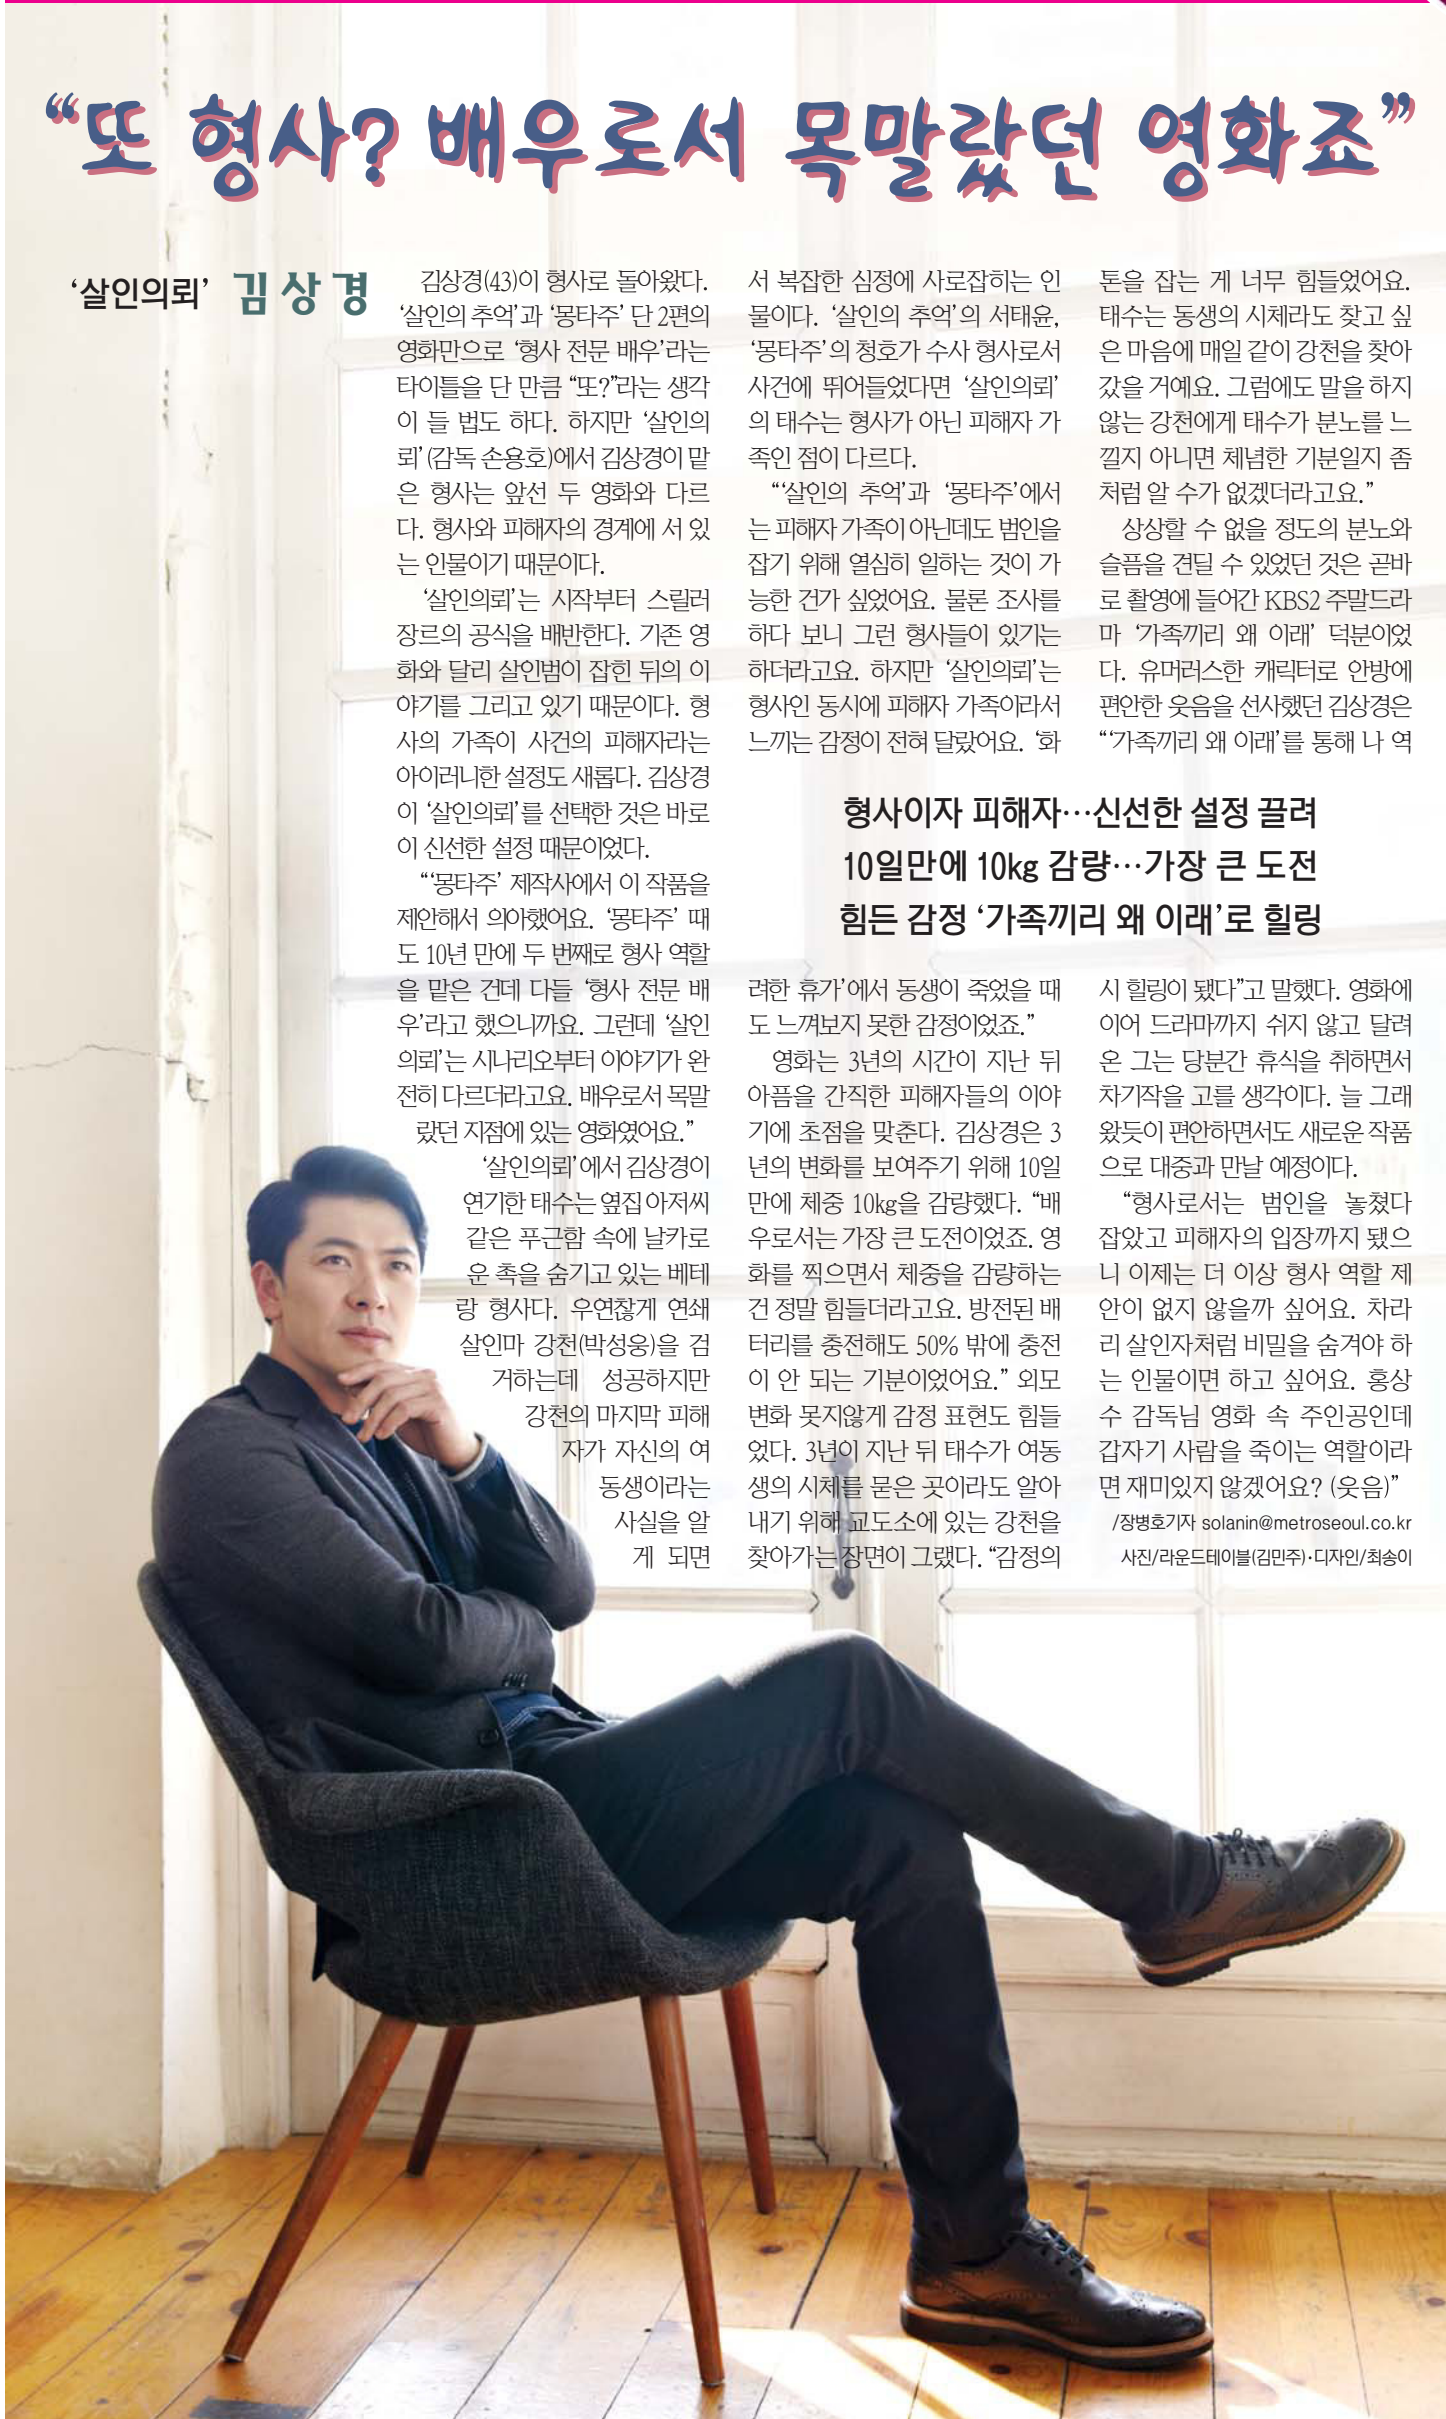 “또 형사? 배우로서 목말랐던 영화죠”
‘살인의뢰’ 김상경
김상경(43)이 형사로 돌아왔다.
‘살인의 추억’과 ‘몽타주’ 단 2편의
영화만으로 ‘형사 전문 배우’라는
타이틀을 단 만큼 “또?”라는 생각
이 들 법도 하다. 하지만 ‘살인의
뢰’(감독 손용호)에서 김상경이 맡
은 형사는 앞선 두 영화와 다르
다. 형사와 피해자의 경계에 서 있
는 인물이기 때문이다.
‘살인의뢰’는 시작부터 스릴러
장르의 공식을 배반한다. 기존 영
화와 달리 살인범이 잡힌 뒤의 이
야기를 그리고 있기 때문이다. 형
사의 가족이 사건의 피해자라는
아이러니한 설정도 새롭다. 김상경
이 ‘살인의뢰’를 선택한 것은 바로
이 신선한 설정 때문이었다.
“‘몽타주’ 제작사에서 이 작품을
제안해서 의아했어요. ‘몽타주’ 때
도 10년 만에 두 번째로 형사 역할
을 맡은 건데 다들 ‘형사 전문 배
우’라고 했으니까요. 그런데 ‘살인
의뢰’는 시나리오부터 이야기가 완
전히 다르더라고요. 배우로서 목말
랐던 지점에 있는 영화였어요.”
‘살인의뢰’에서 김상경이
연기한 태수는 옆집 아저씨
같은 푸근함 속에 날카로
운 촉을 숨기고 있는 베테
랑 형사다. 우연찮게 연쇄
살인마 강천(박성웅)을 검
거하는데 성공하지만
강천의 마지막 피해
자가 자신의 여
동생이라는
사실을 알
게 되면
서 복잡한 심정에 사로잡히는 인
물이다. ‘살인의 추억’의 서태윤,
‘몽타주’의 청호가 수사 형사로서
사건에 뛰어들었다면 ‘살인의뢰’
의 태수는 형사가 아닌 피해자 가
족인 점이 다르다.
“‘살인의 추억’과 ‘몽타주’에서
는 피해자 가족이 아닌데도 범인을
잡기 위해 열심히 일하는 것이 가
능한 건가 싶었어요. 물론 조사를
하다 보니 그런 형사들이 있기는
하더라고요. 하지만 ‘살인의뢰’는
형사인 동시에 피해자 가족이라서
느끼는 감정이 전혀 달랐어요. ‘화
려한 휴가’에서 동생이 죽었을 때
도 느껴보지 못한 감정이었죠.”
영화는 3년의 시간이 지난 뒤
아픔을 간직한 피해자들의 이야
기에 초점을 맞춘다. 김상경은 3
년의 변화를 보여주기 위해 10일
만에 체중 10kg을 감량했다. “배
우로서는 가장 큰 도전이었죠. 영
화를 찍으면서 체중을 감량하는
건 정말 힘들더라고요. 방전된 배
터리를 충전해도 50% 밖에 충전
이 안 되는 기분이었어요.” 외모
변화 못지않게 감정 표현도 힘들
었다. 3년이 지난 뒤 태수가 여동
생의 시체를 묻은 곳이라도 알아
내기 위해 교도소에 있는 강천을
찾아가는 장면이 그랬다. “감정의
톤을 잡는 게 너무 힘들었어요.
태수는 동생의 시체라도 찾고 싶
은 마음에 매일 같이 강천을 찾아
갔을 거예요. 그럼에도 말을 하지
않는 강천에게 태수가 분노를 느
낄지 아니면 체념한 기분일지 좀
처럼 알 수가 없겠더라고요.”
상상할 수 없을 정도의 분노와
슬픔을 견딜 수 있었던 것은 곧바
로 촬영에 들어간 KBS2 주말드라
마 ‘가족끼리 왜 이래’ 덕분이었
다. 유머러스한 캐릭터로 안방에
편안한 웃음을 선사했던 김상경은
“‘가족끼리 왜 이래’를 통해 나 역
시 힐링이 됐다”고 말했다. 영화에
이어 드라마까지 쉬지 않고 달려
온 그는 당분간 휴식을 취하면서
차기작을 고를 생각이다. 늘 그래
왔듯이 편안하면서도 새로운 작품
으로 대중과 만날 예정이다.
“형사로서는 범인을 놓쳤다
잡았고 피해자의 입장까지 됐으
니 이제는 더 이상 형사 역할 제
안이 없지 않을까 싶어요. 차라
리 살인자처럼 비밀을 숨겨야 하
는 인물이면 하고 싶어요. 홍상
수 감독님 영화 속 주인공인데
갑자기 사람을 죽이는 역할이라
면 재미있지 않겠어요? (웃음)”
/장병호기자 solanin@metroseoul.co.kr
사진/라운드테이블(김민주)·디자인/최송이
형사이자 피해자…신선한 설정 끌려
10일만에 10kg 감량…가장 큰 도전
힘든 감정 ‘가족끼리 왜 이래’로 힐링